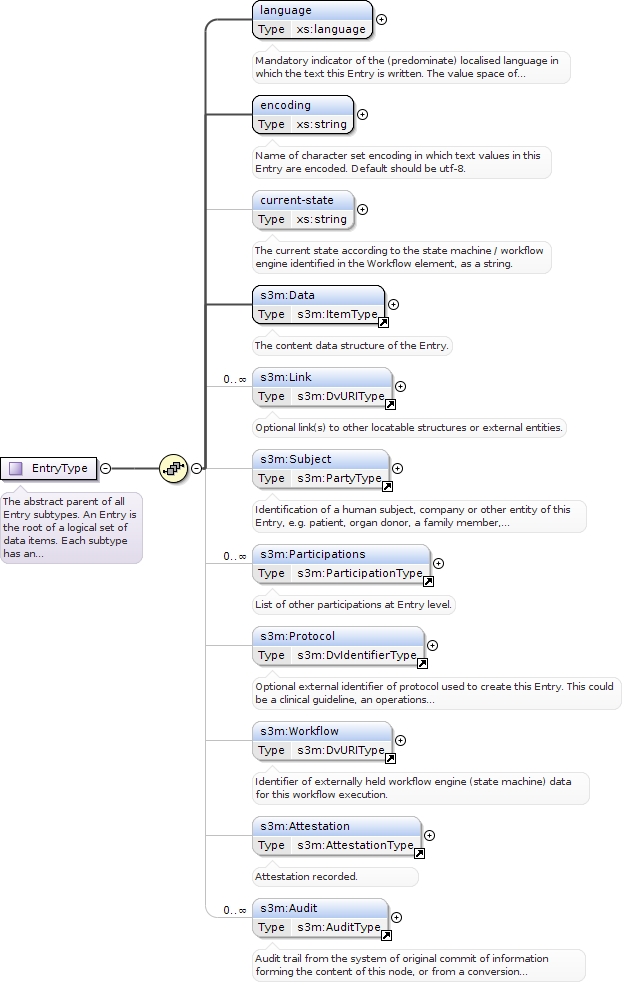 language
Type xs:language
Mandatory indicator of the (predominate) localised language in
which the text this Entry is written. The value space of...
encoding
Type xs:string
Name of character set encoding in which text values in this
Entry are encoded. Default should be utf-8.
current-state
Type xs:string
The current state according to the state machine / workflow
engine identified in the Workflow element, as a string.
s3m:Data
Type s3m:ItemType
The content data structure of the Entry.
0..∞
s3m:Link
Type s3m:DvURIType
Optional link(s) to other locatable structures or external entities.
EntryType
The abstract parent of all
Entry subtypes. An Entry is
the root of a logical set of
data items. Each subtype
has an...
s3m:Subject
Type s3m:PartyType
Identification of a human subject, company or other entity of this
Entry, e.g. patient, organ donor, a family member,...
0..∞
s3m:Participations
Type s3m:ParticipationType
List of other participations at Entry level.
s3m:Protocol
Type s3m:DvIdentifierType
Optional external identifier of protocol used to create this Entry. This could
be a clinical guideline, an operations...
s3m:Workflow
Type s3m:DvURIType
Identifier of externally held workflow engine (state machine) data
for this workflow execution.
s3m:Attestation
Type s3m:AttestationType
Attestation recorded.
0..∞
s3m:Audit
Type s3m:AuditType
Audit trail from the system of original commit of information
forming the content of this node, or from a conversion...